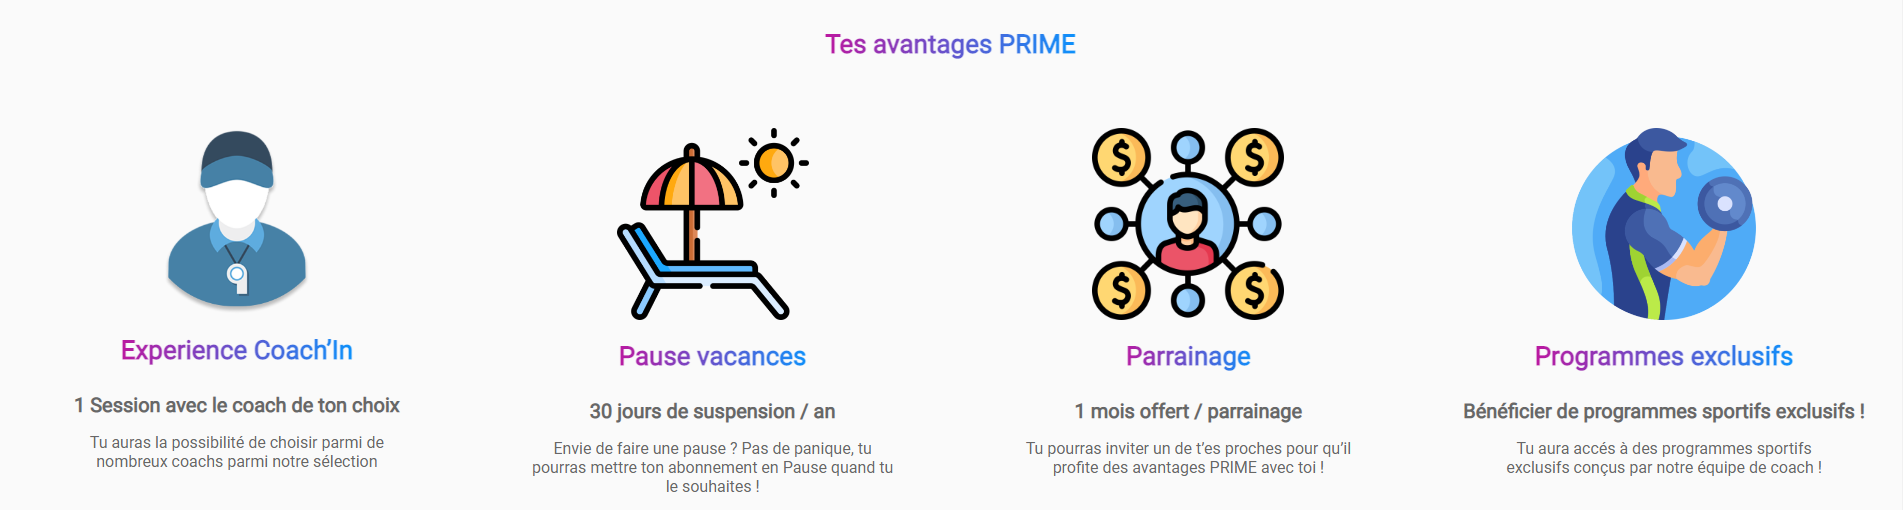 Tes avantages PRIME
Experience Coach'In
1 Session avec le coach de ton choix
Tu auras la possibilité de choisir parmi de
nombreux coachs parmi notre sélection
Pause vacances
30 jours de suspension / an
Envie de faire une pause ? Pas de panique, tu
pourras mettre ton abonnement en Pause quand tu
le souhaites !
Parrainage
1 mois offert / parrainage
Tu pourras inviter un de t'es proches pour qu'il
profite des avantages PRIME avec toi !
Programmes exclusifs
Bénéficier de programmes sportifs exclusifs !
Tu aura accés à des programmes sportifs
exclusifs conçus par notre équipe de coach !